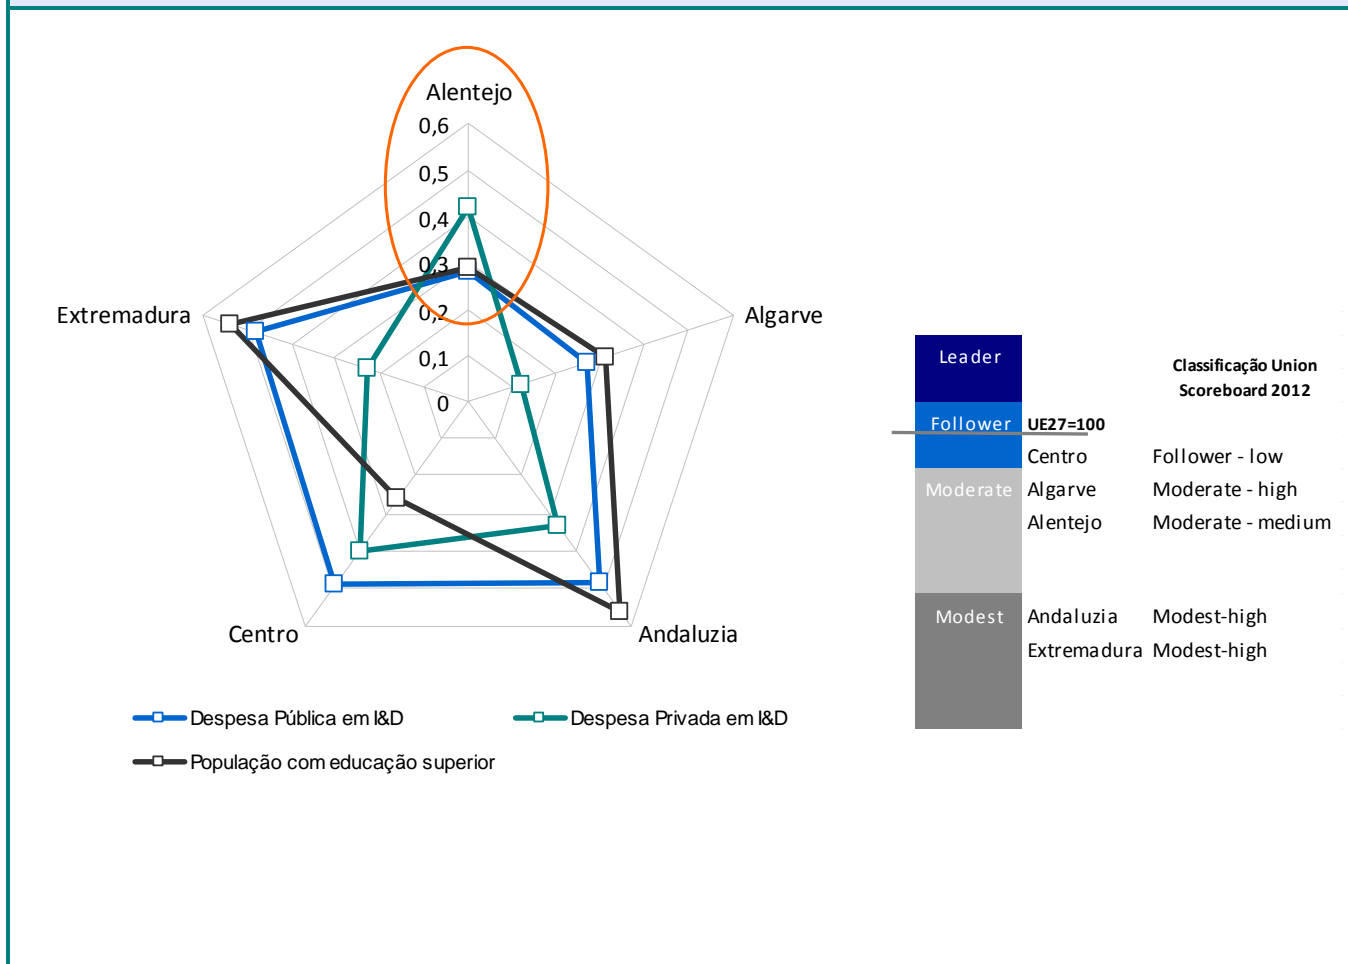 Alentejo
0,6
0,5
0,4
0,3
0,2
0,1
0
Extremadura
Algarve
Centro
Andaluzia
Despesa Pública em I&D
Despesa Privada em I&D
População com educação superior
Leader
Classificação Union
Scoreboard 2012
Follower UE27=100
Centro Follower - low
Moderate Algarve Moderate - high
Alentejo Moderate - medium
Modest Andaluzia Modest-high
Extremadura Modest-high